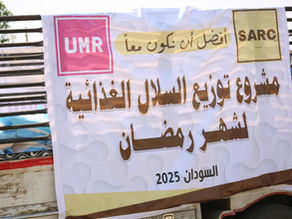 UMR
أفضل أن نكون معاً
SARC
مشروع توزيع السلال الغذائية
لشهر رمضان
السودان 2025